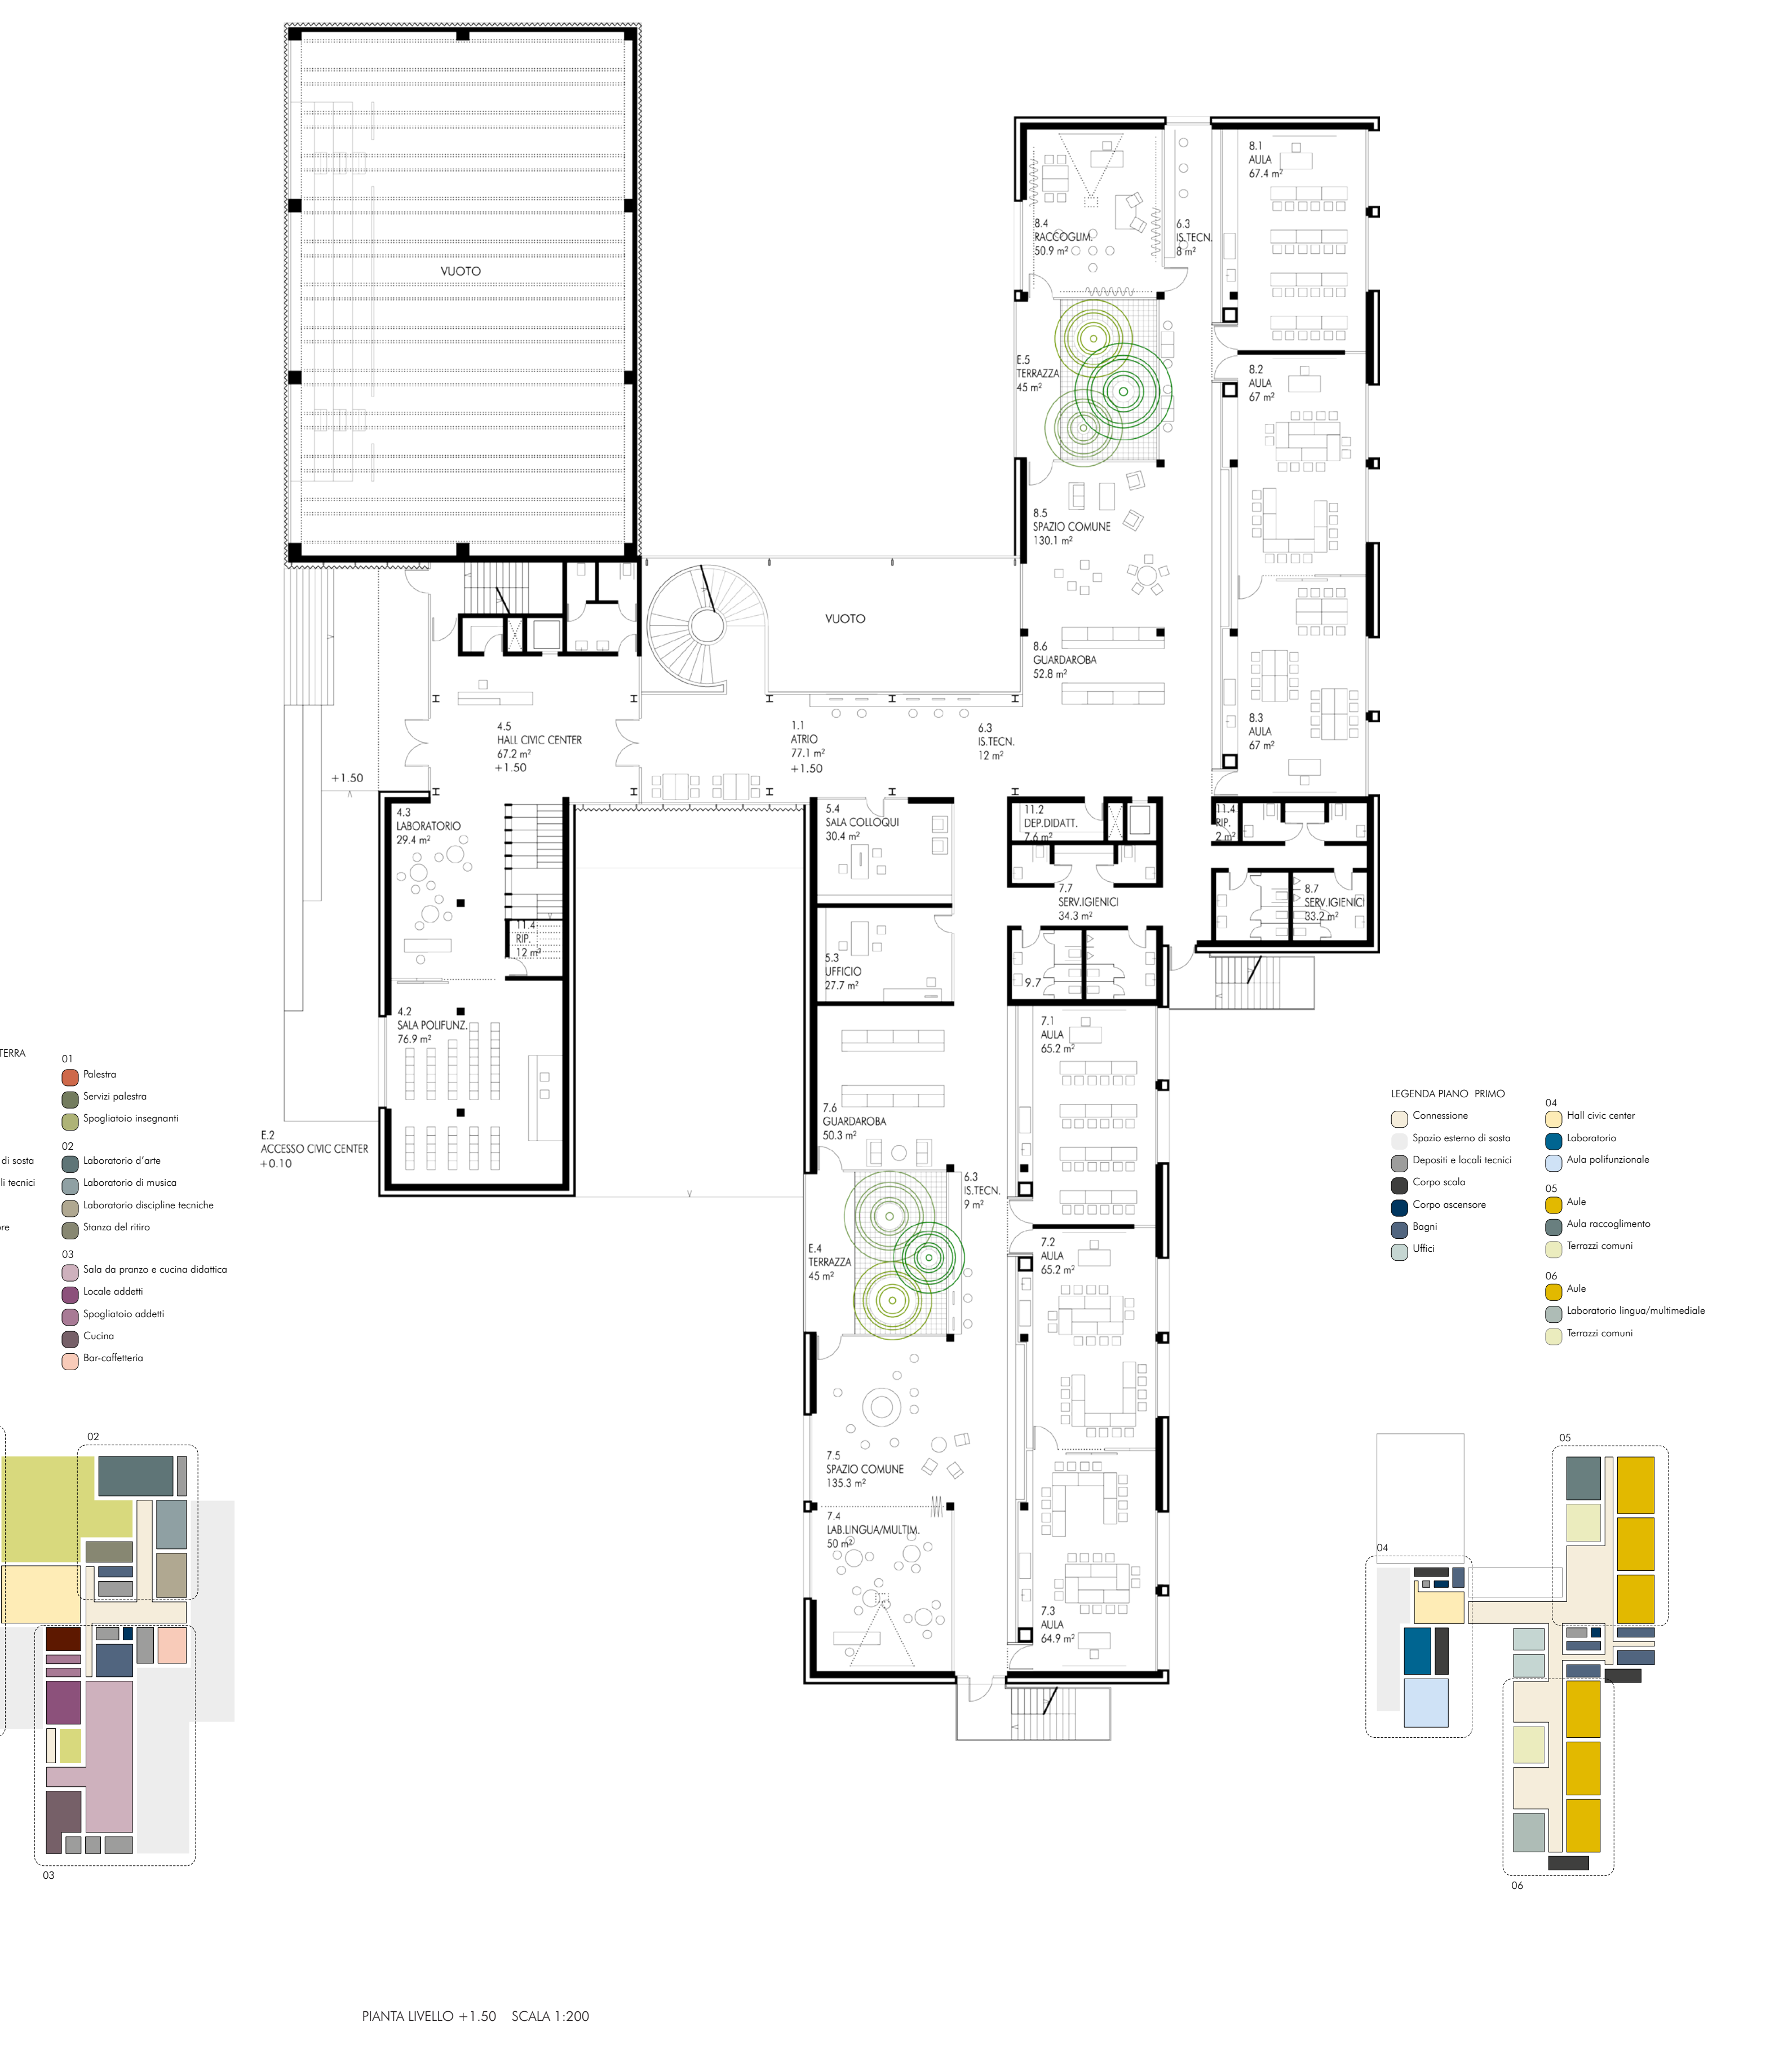 VUOTO
8.1
AULA
67.4 m²
8.4
RACCOGLIM.
50.9 m²
6.3
IS.TECN.
8 m²
E.5
TERRAZZA
45 m²
8.2
AULA
67 m²
8.5
SPAZIO COMUNE
130.1 m²
VUOTO
8.6
GUARDAROBA
52.8 m²
4.5
HALL CIVIC CENTER
67.2 m²
+1.50
1.1
ATRIO
77.1 m²
+1.50
6.3
IS.TECN.
12 m²
8.3
AULA
67 m²
+1.50
4.3
LABORATORIO
29.4 m²
5.4
SALA COLLOQUI
30.4 m²
11.2
DEP.DIDATT.
7.6 m²
11.4
RIP.
2 m²
7.7
SERV.IGIENICI
34.3 m²
8.7
SERV.IGIENICI
33.2 m²
11.4
RIP.
12 m²
5.3
UFFICIO
27.7 m²
9.7
4.2
SALA POLIFUNZ.
76.9 m²
7.1
AULA
65.2 m²
7.6
GUARDAROBA
50.3 m²
E.2
ACCESSO CIVIC CENTER
+0.10
6.3
IS.TECN.
9 m²
E.4
TERRAZZA
45 m²
7.2
AULA
65.2 m²
7.5
SPAZIO COMUNE
135.3 m²
7.4
LAB.LINGUA/MULTIM.
50 m²
7.3
AULA
64.9 m²
TERRA
di sosta
li tecnici
re
01
Palestra
Servizi palestra
Spogliatoio insegnanti
02
Laboratorio d'arte
Laboratorio di musica
Laboratorio discipline tecniche
Stanza del ritiro
03
Sala da pranzo e cucina didattica
Locale addetti
Spogliatoio addetti
Cucina
Bar-caffetteria
02
03
LEGENDA PIANO PRIMO
Connessione
Spazio esterno di sosta
Depositi e locali tecnici
Corpo scala
Corpo ascensore
Bagni
Uffici
04
Hall civic center
Laboratorio
Aula polifunzionale
05
Aule
Aula raccoglimento
Terrazzi comuni
06
Aule
Laboratorio lingua/multimediale
Terrazzi comuni
05
04
06
PIANTA LIVELLO +1.50 SCALA 1:200